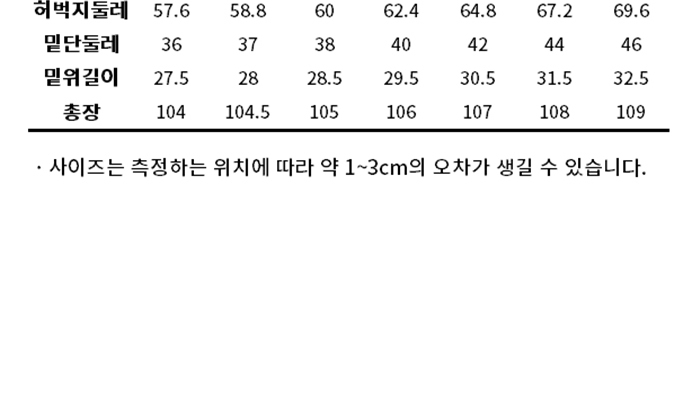 허벅지둘레 57.6 58.8 60 62.4 64.8 67.2 69.6
밑단둘레 36 37 38 40 42 44 46
밑위길이 27.5 28 28.5 29.5 30.5 31.5 32.5
총장 104 104.5 105 106 107 108 109
· 사이즈는 측정하는 위치에 따라 약 1~3cm의 오차가 생길 수 있습니다.